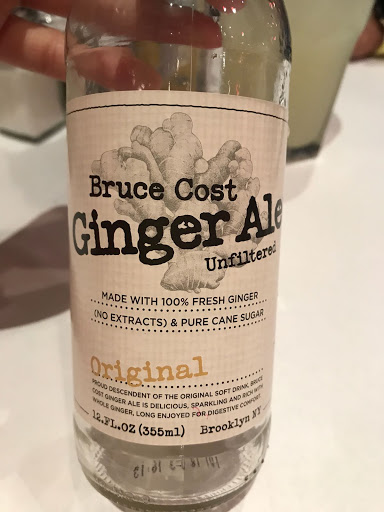 Bruce Cost
Ginger Ale
Unfiltered
MADE WITH 100% FRESH GINGER
(NO EXTRACTS) & PURE CANE SUGAR
Original
PROUD DESCENDENT OF THE ORIGINAL SOFT DRINK, BRUCE
COST GINGER ALE IS DELICIOUS, SPARKLING AND RICH WITH
WHOLE GINGER, LONG ENJOYED FOR DIGESTIVE COMFORT.
12.FL.OZ (355ml) Brooklyn NY